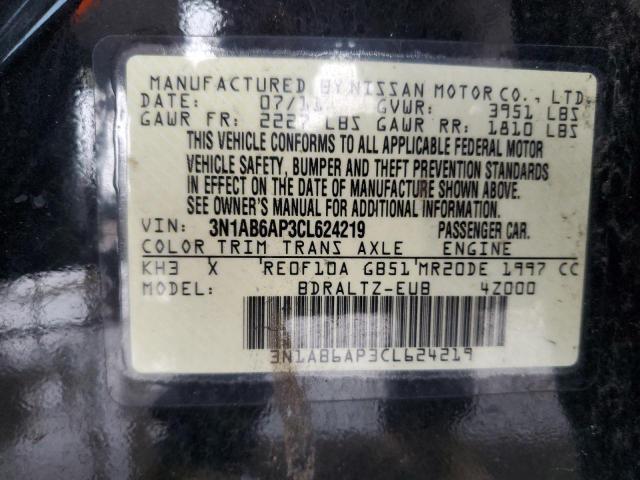 MANUFACTURED BY NISSAN MOTOR CO., LTD
DATE: 07/11 GVWR: 3951 LBS
GAWR FR: 2227 LBS GAWR RR: 1810 LBS
THIS VEHICLE CONFORMS TO ALL APPLICABLE FEDERAL MOTOR
VEHICLE SAFETY, BUMPER AND THEFT PREVENTION STANDARDS
IN EFFECT ON THE DATE OF MANUFACTURE SHOWN ABOVE.
SEE OWNER'S MANUAL FOR ADDITIONAL INFORMATION.
VIN: 3N1AB6AP3CL624219 PASSENGER CAR.
COLOR TRIM TRANS AXLE ENGINE
KH3 X RE0F10A GB51 MR20DE 1997 CC
MODEL: BDRALTZ-EUB 4Z000
3N1AB6AP3CL624219